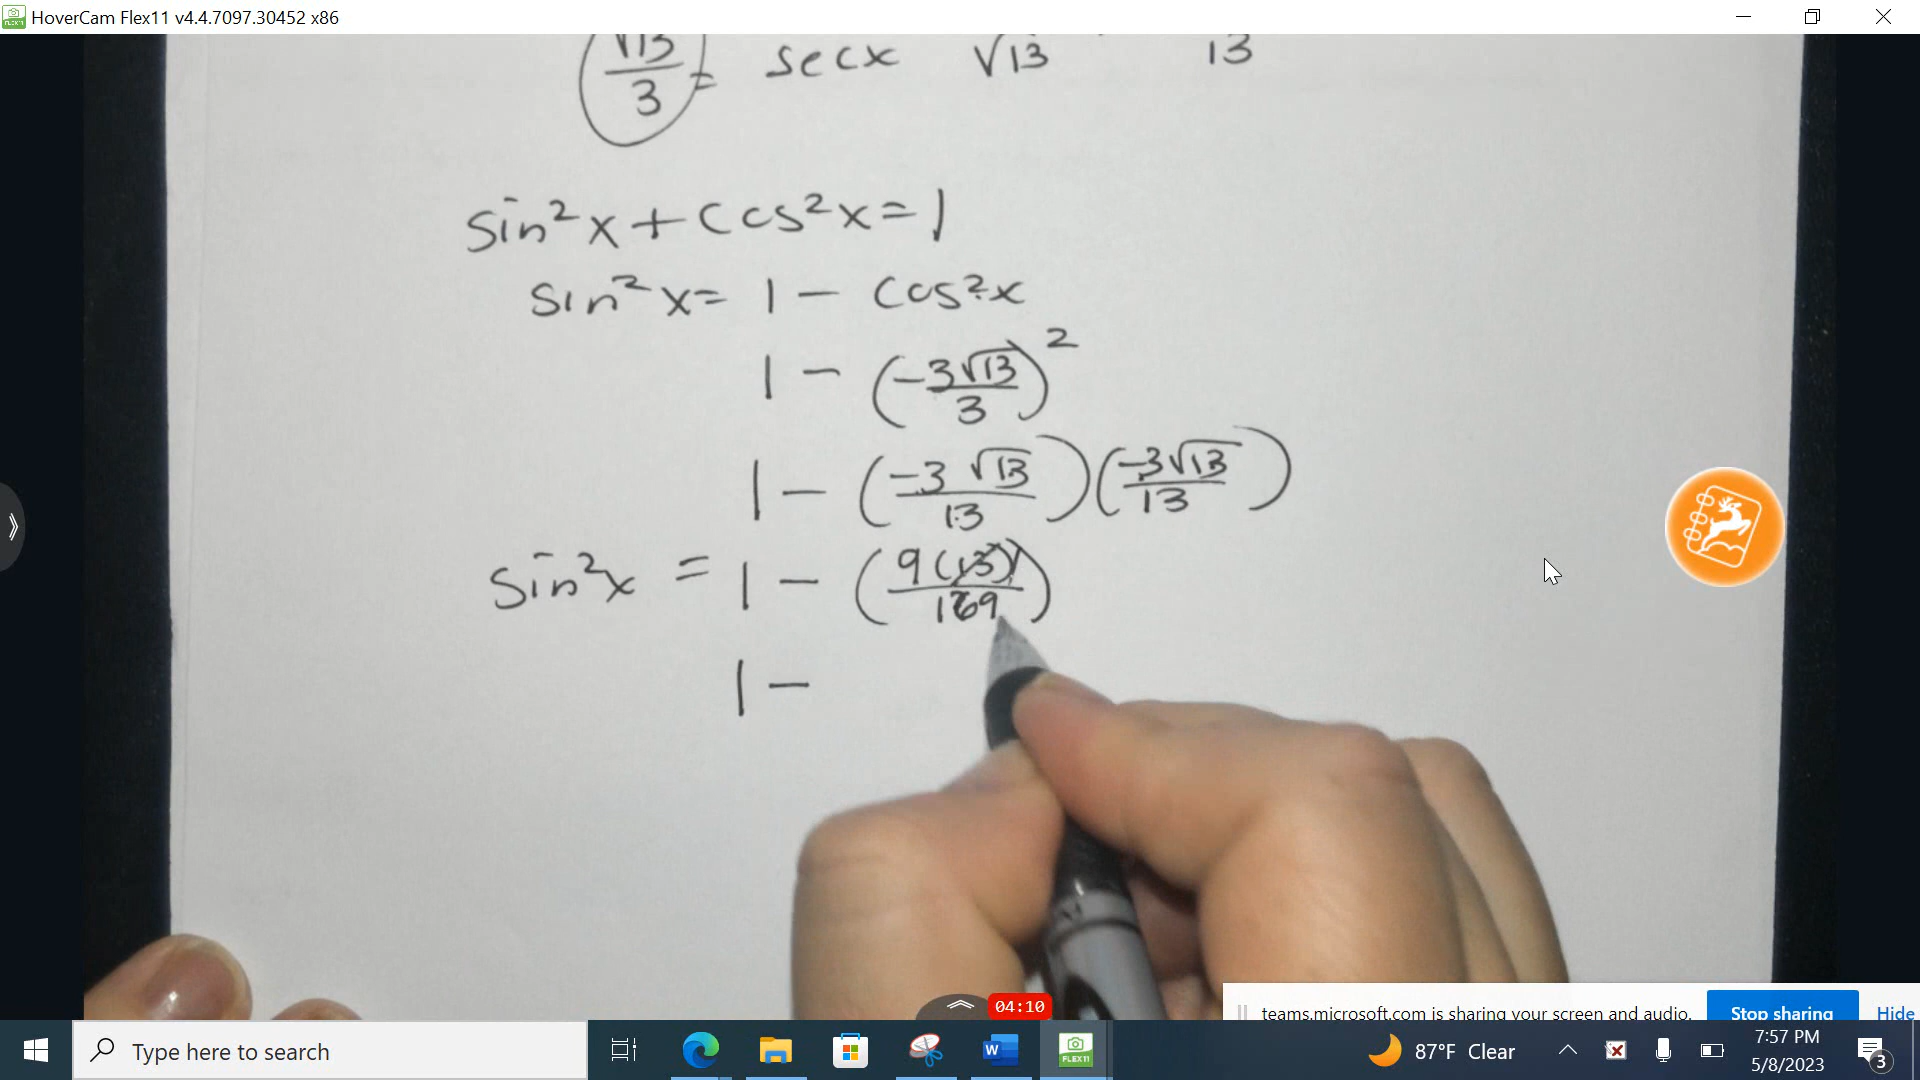 HoverCam Flex11 v4.4.7097.30452 x86
√13/3 = secx √13 13
sin²x + cos²x = 1
sin²x = 1 - cos²x
1 - (-3√13/3)²
1 - (-3√13/13)(-3√13/13)
sin²x = 1 - (9(13)/169)
1 -
04:10
teams.microsoft.com is sharing your screen and audio.
Stop sharing
Hide
Type here to search
W
FLEX11
87°F Clear
7:57 PM
5/8/2023
3